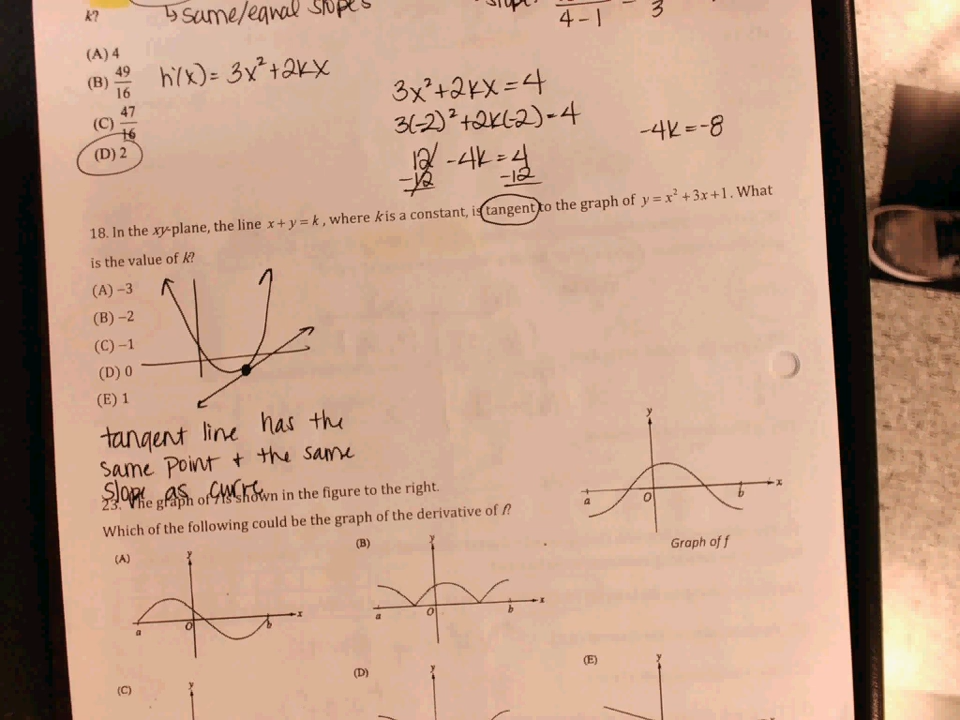 k?
↳ same/equal slopes
4-1
3
(A) 4
(B) 49/16
h'(x) = 3x²+2kx
3x²+2kx=4
(C) 47/16
3(-2)²+2k(-2)=4
-4k=-8
(D) 2
12 -4k = 4
-12 -12
18. In the xy-plane, the line x+y=k, where k is a constant, is tangent to the graph of y=x²+3x+1. What
is the value of k?
(A) -3
(B) -2
(C) -1
(D) 0
(E) 1
tangent line has the
same point + the same
slope as curve
23. The graph of f is shown in the figure to the right.
Which of the following could be the graph of the derivative of f?
y
a O b x
Graph of f
(A)
y
a O b x
(B)
y
a O b x
(C)
y
(D)
y
(E)
y